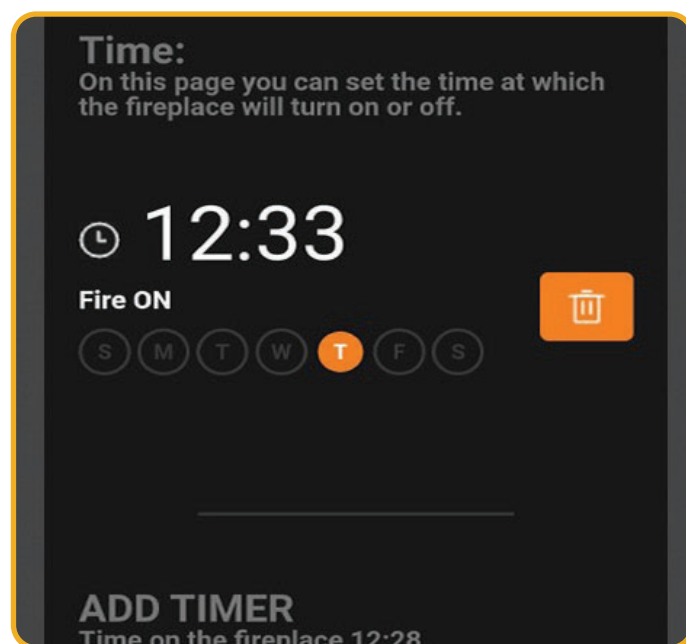 Time:
On this page you can set the time at which
the fireplace will turn on or off.
12:33
Fire ON
S M T W T F S
ADD TIMER
Time on the fireplace 12:28